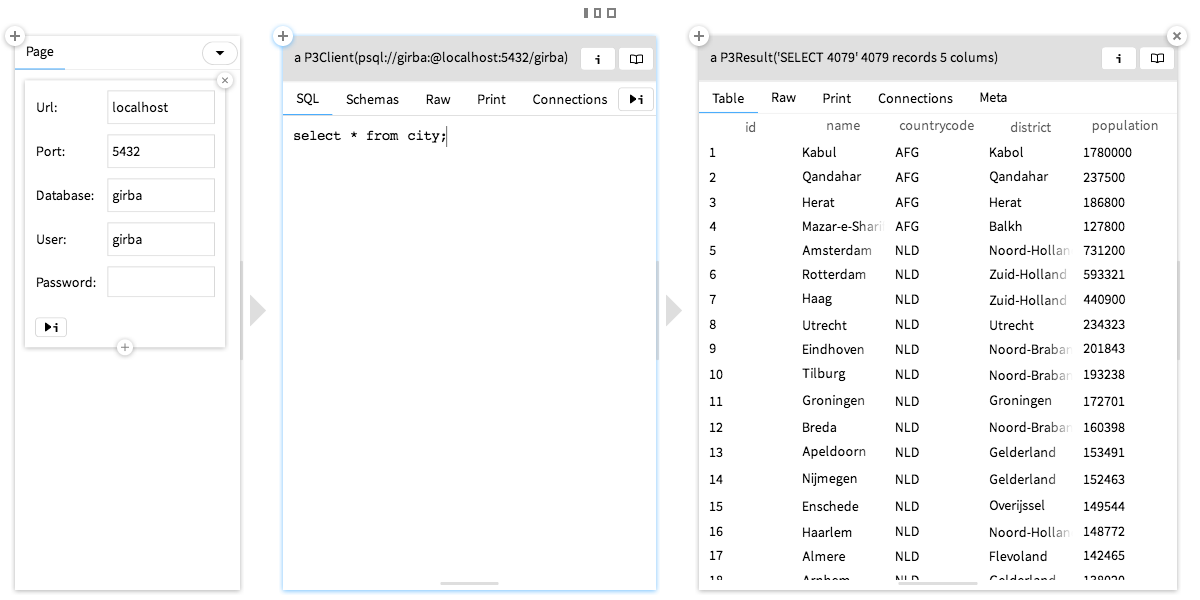 Page
Url: localhost
Port: 5432
Database: girba
User: girba
Password:
i
a P3Client(psql://girba:@localhost:5432/girba)
i
SQL Schemas Raw Print Connections i
select * from city;
a P3Result('SELECT 4079' 4079 records 5 colums)
i
Table Raw Print Connections Meta
id name countrycode district population
1 Kabul AFG Kabol 1780000
2 Qandahar AFG Qandahar 237500
3 Herat AFG Herat 186800
4 Mazar-e-Shari AFG Balkh 127800
5 Amsterdam NLD Noord-Hollan 731200
6 Rotterdam NLD Zuid-Holland 593321
7 Haag NLD Zuid-Holland 440900
8 Utrecht NLD Utrecht 234323
9 Eindhoven NLD Noord-Braban 201843
10 Tilburg NLD Noord-Braban 193238
11 Groningen NLD Groningen 172701
12 Breda NLD Noord-Braban 160398
13 Apeldoorn NLD Gelderland 153491
14 Nijmegen NLD Gelderland 152463
15 Enschede NLD Overijssel 149544
16 Haarlem NLD Noord-Hollan 148772
17 Almere NLD Flevoland 142465
18 Arnhem NLD Gelderland 138020